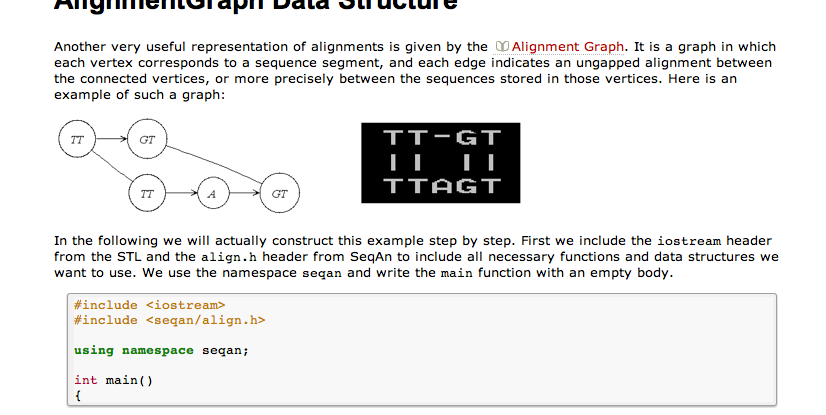 AlignmentGraph Data Structure
Another very useful representation of alignments is given by the Alignment Graph. It is a graph in which
each vertex corresponds to a sequence segment, and each edge indicates an ungapped alignment between
the connected vertices, or more precisely between the sequences stored in those vertices. Here is an
example of such a graph:
TT GT
TT A GT
TT-GT
|| ||
TTAGT
In the following we will actually construct this example step by step. First we include the iostream header
from the STL and the align.h header from SeqAn to include all necessary functions and data structures we
want to use. We use the namespace seqan and write the main function with an empty body.
#include <iostream>
#include <seqan/align.h>
using namespace seqan;
int main()
{